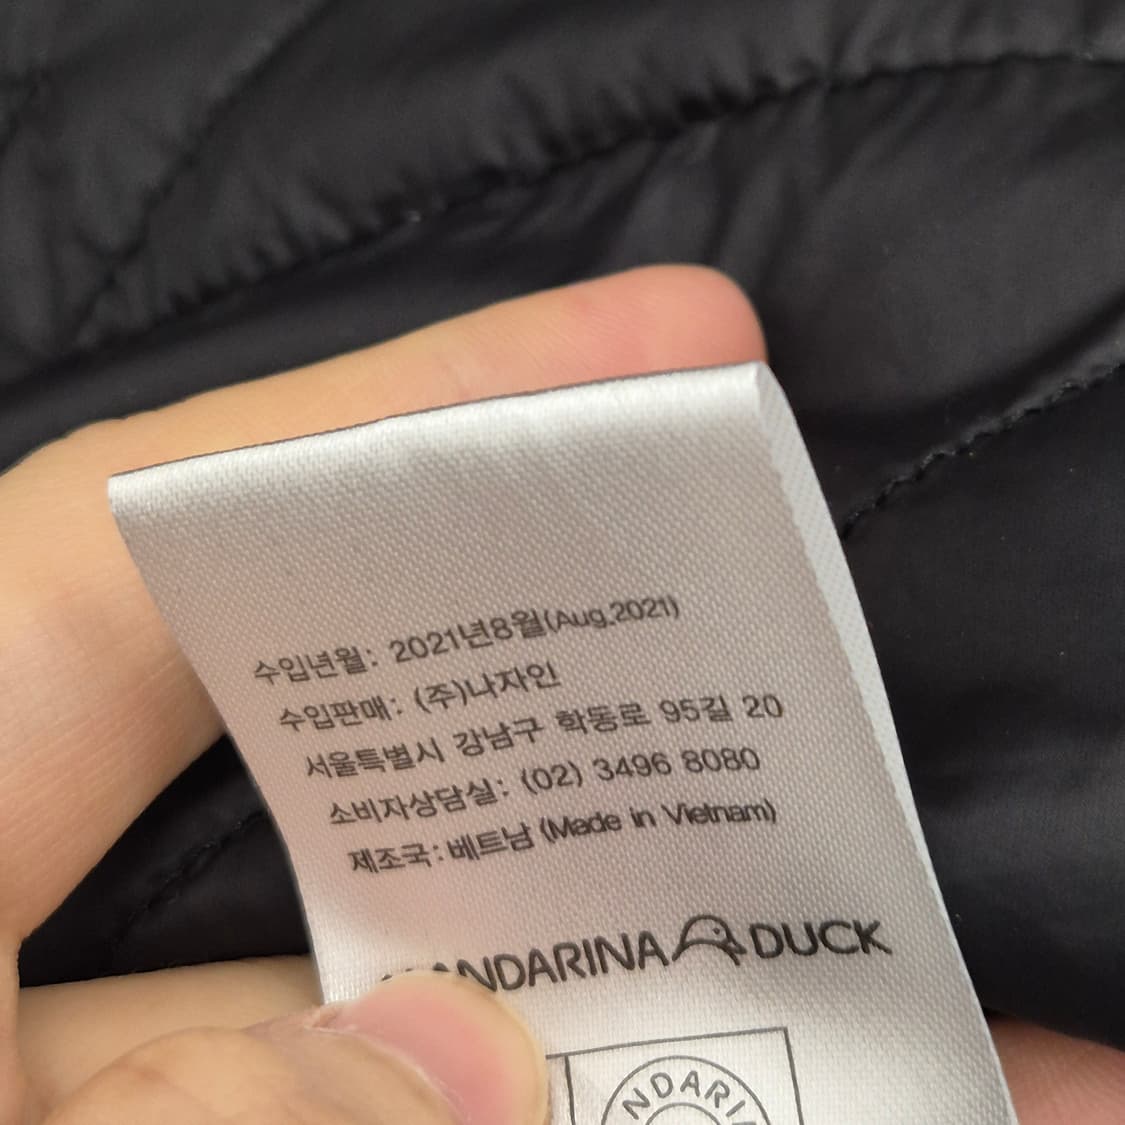 수입년월: 2021년8월(Aug.2021)
수입판매: (주)나자인
서울특별시 강남구 학동로 95길 20
소비자상담실: (02) 3496 8080
제조국: 베트남 (Made in Vietnam)
DUCK